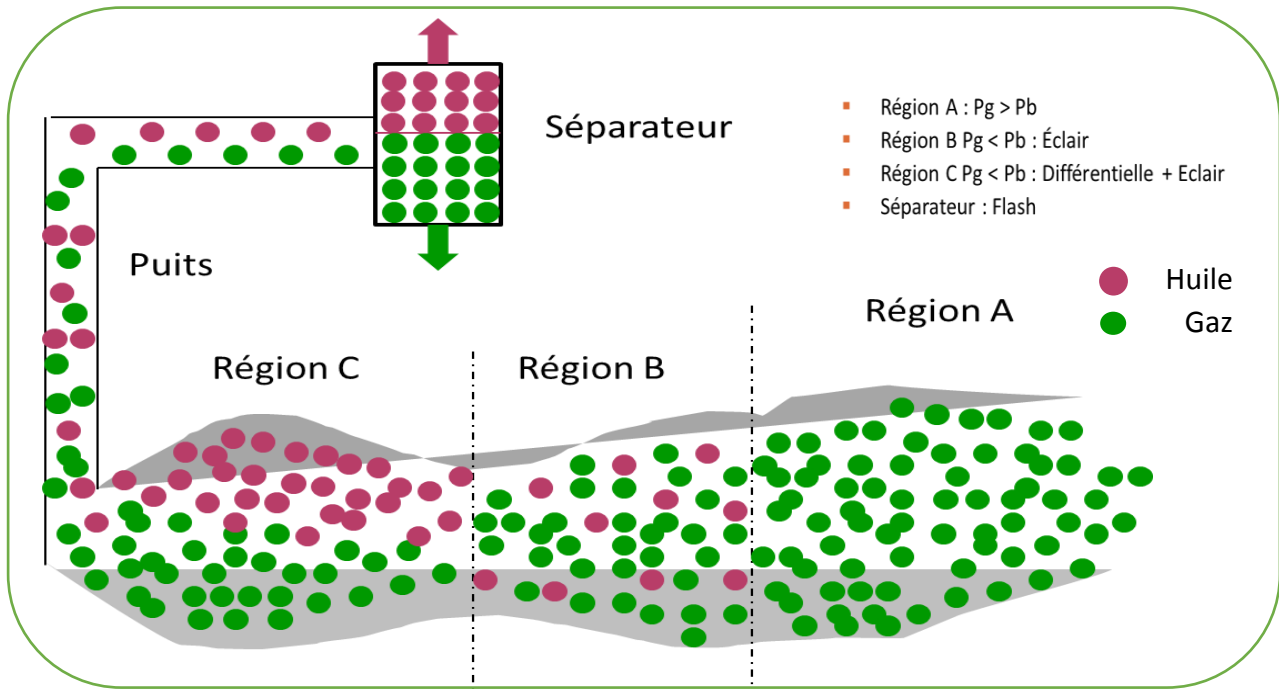 Séparateur
Région A : Pg > Pb
Région B Pg < Pb : Éclair
Région C Pg < Pb : Différentielle + Eclair
Séparateur : Flash
Puits
Huile
Gaz
Région A
Région B
Région C